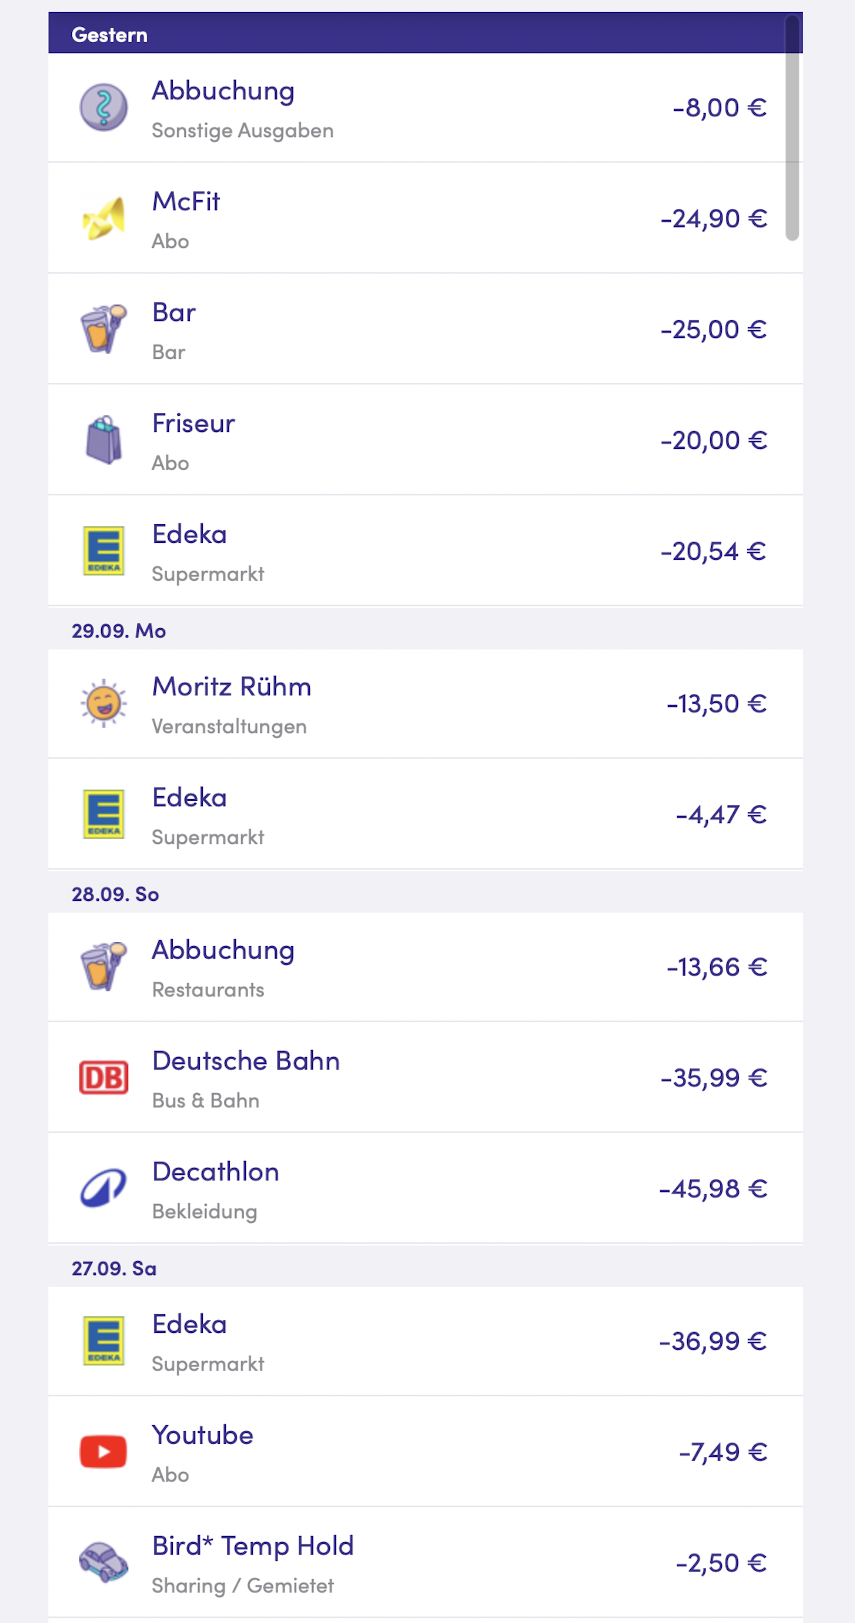 Gestern
Abbuchung
-8,00 €
Sonstige Ausgaben
McFit
-24,90 €
Abo
Bar
-25,00 €
Bar
Friseur
-20,00 €
Abo
Edeka
-20,54 €
Supermarkt
E
EDEKA
29.09. Mo
Moritz Rühm
-13,50 €
Veranstaltungen
Edeka
-4,47 €
Supermarkt
E
EDEKA
28.09. So
Abbuchung
-13,66 €
Restaurants
DB
Deutsche Bahn
-35,99 €
Bus & Bahn
Decathlon
-45,98 €
Bekleidung
27.09. Sa
Edeka
-36,99 €
Supermarkt
E
EDEKA
Youtube
-7,49 €
Abo
Bird* Temp Hold
-2,50 €
Sharing / Gemietet